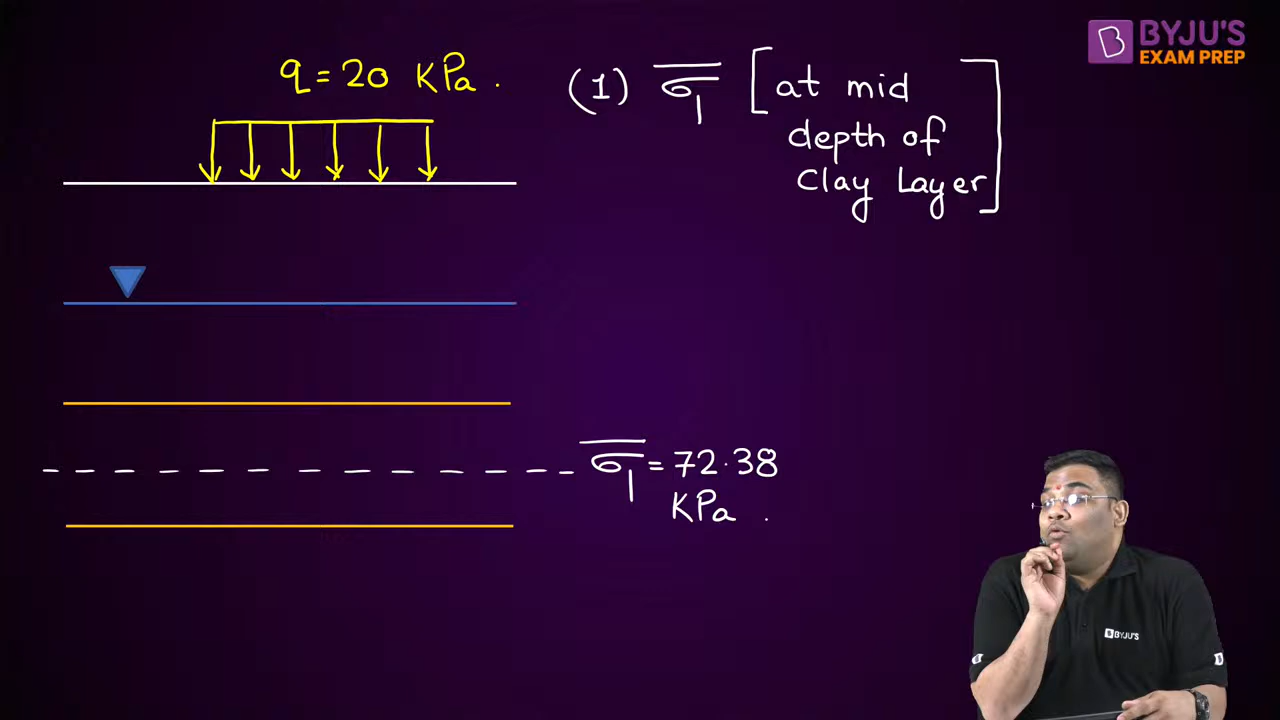 BYJU'S
EXAM PREP
q = 20 KPa.
(1) σ̅₁ [at mid
depth of
Clay Layer]
σ̅₁ = 72.38
KPa.
BYJU'S